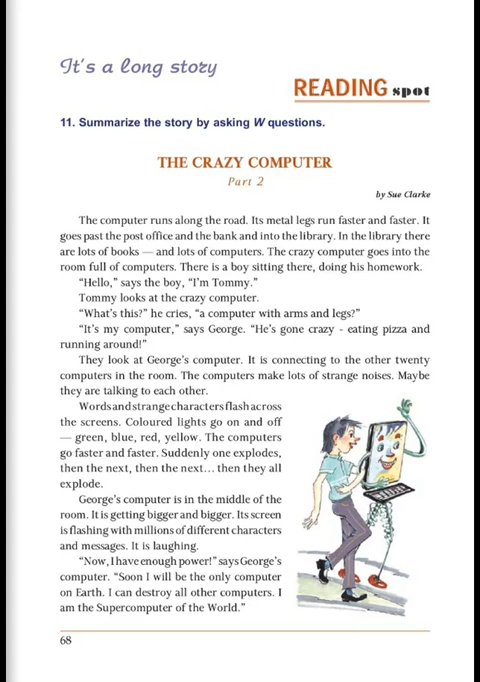 It's a long story
READING spot
11. Summarize the story by asking W questions.
THE CRAZY COMPUTER
Part 2
by Sue Clarke
The computer runs along the road. Its metal legs run faster and faster. It
goes past the post office and the bank and into the library. In the library there
are lots of books — and lots of computers. The crazy computer goes into the
room full of computers. There is a boy sitting there, doing his homework.
“Hello,” says the boy, “I’m Tommy.”
Tommy looks at the crazy computer.
“What’s this?” he cries, “a computer with arms and legs?”
“It’s my computer,” says George. “He’s gone crazy - eating pizza and
running around!”
They look at George’s computer. It is connecting to the other twenty
computers in the room. The computers make lots of strange noises. Maybe
they are talking to each other.
Words and strange characters flash across
the screens. Coloured lights go on and off
— green, blue, red, yellow. The computers
go faster and faster. Suddenly one explodes,
then the next, then the next... then they all
explode.
George’s computer is in the middle of the
room. It is getting bigger and bigger. Its screen
is flashing with millions of different characters
and messages. It is laughing.
“Now, I have enough power!” says George’s
computer. “Soon I will be the only computer
on Earth. I can destroy all other computers. I
am the Supercomputer of the World.”
68